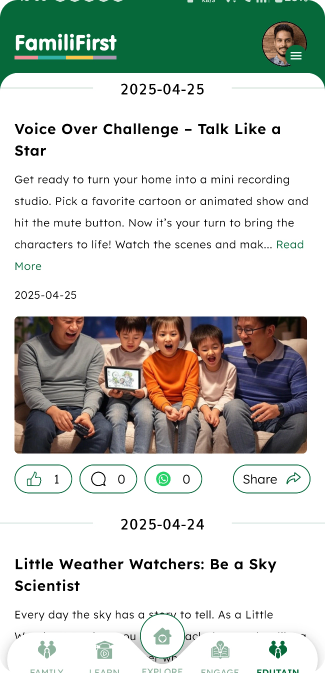 FamiliFirst
2025-04-25
Voice Over Challenge – Talk Like a
Star
Get ready to turn your home into a mini recording
studio. Pick a favorite cartoon or animated show and
hit the mute button. Now it's your turn to bring the
characters to life! Watch the scenes and mak... Read
More
2025-04-25
1
0
0
Share
2025-04-24
Little Weather Watchers: Be a Sky
Scientist
Every day the sky has a story to tell. As a Little
FAMILY
LEARN
EXPLORE
ENGAGE
EDUTAIN